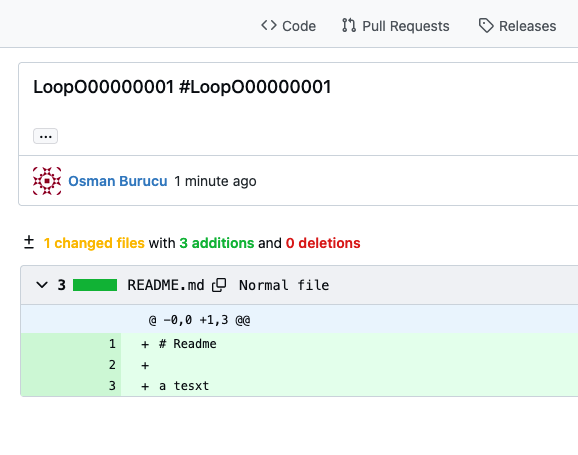 Code Pull Requests Releases
LoopO00000001 #LoopO00000001
...
Osman Burucu 1 minute ago
± 1 changed files with 3 additions and 0 deletions
3 README.md Normal file
@ -0,0 +1,3 @@
1 + # Readme
2 +
3 + a tesxt